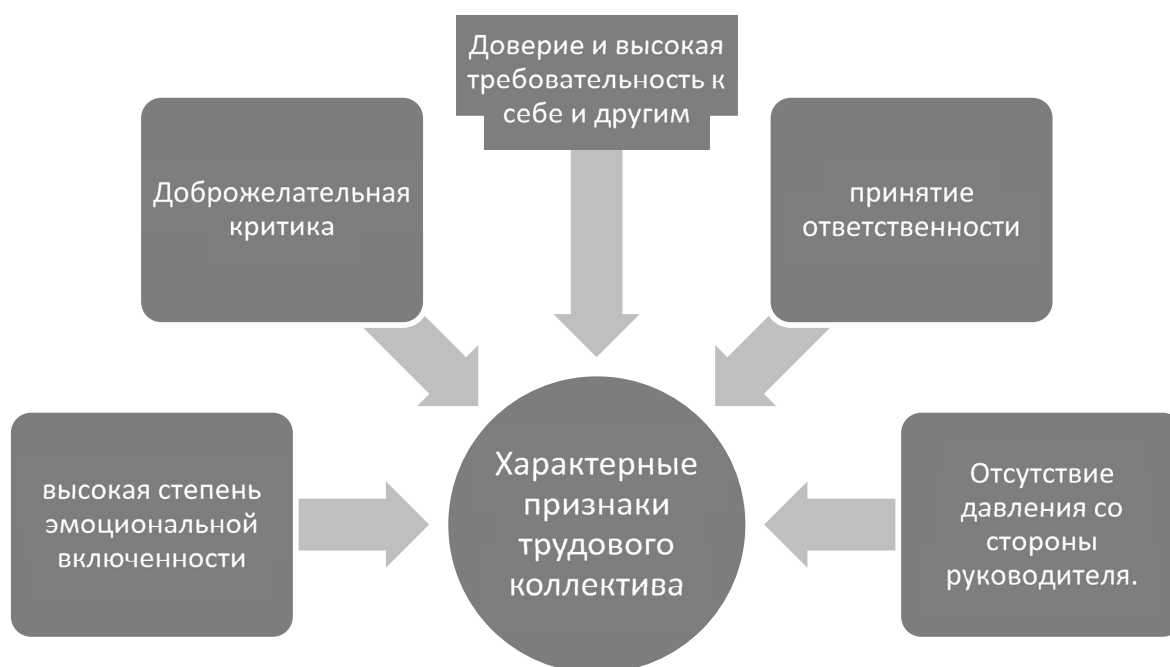 Доверие и высокая
требовательность к
себе и другим
Доброжелательная
критика
принятие
ответственности
высокая степень
эмоциональной
включенности
Характерные
признаки
трудового
коллектива
Отсутствие
давления со
стороны
руководителя.